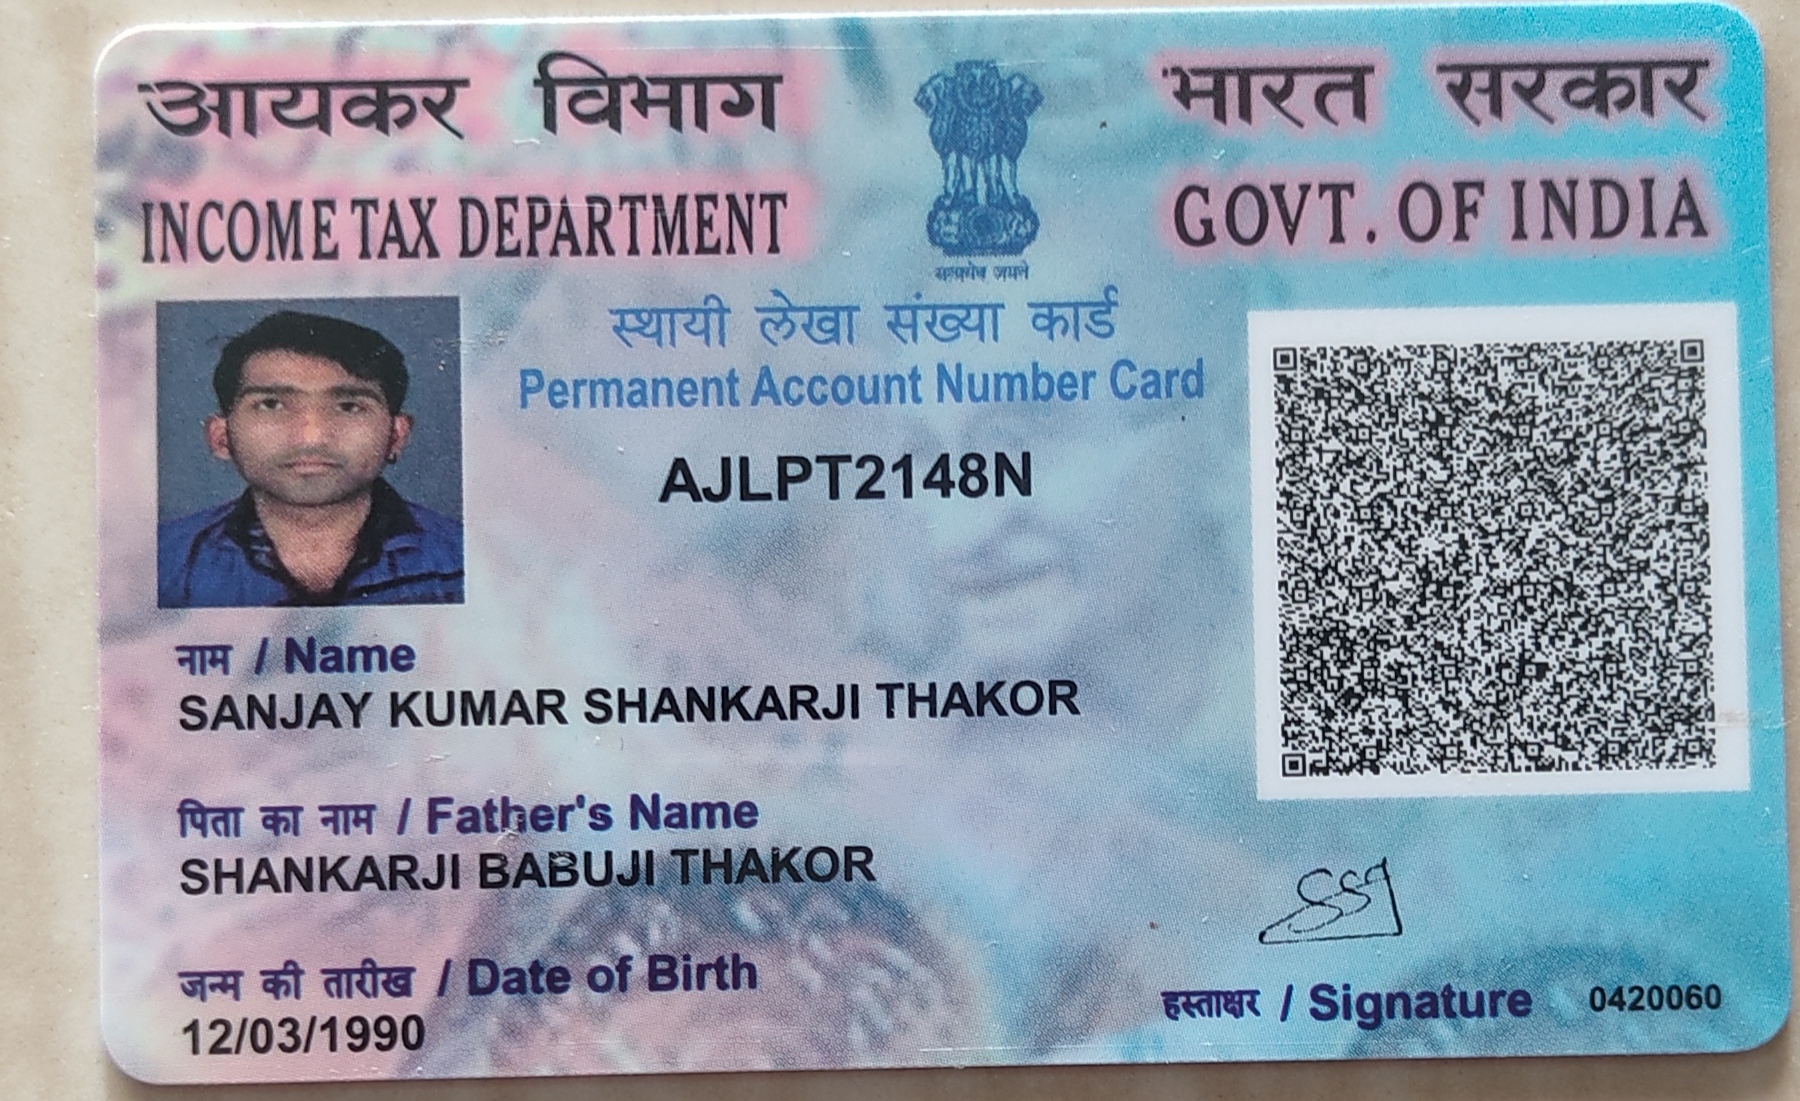 आयकर विभाग
INCOME TAX DEPARTMENT
सत्यमेव जयते
भारत सरकार
GOVT. OF INDIA
स्थायी लेखा संख्या कार्ड
Permanent Account Number Card
AJLPT2148N
नाम / Name
SANJAY KUMAR SHANKARJI THAKOR
पिता का नाम / Father's Name
SHANKARJI BABUJI THAKOR
जन्म की तारीख / Date of Birth
12/03/1990
हस्ताक्षर / Signature
0420060